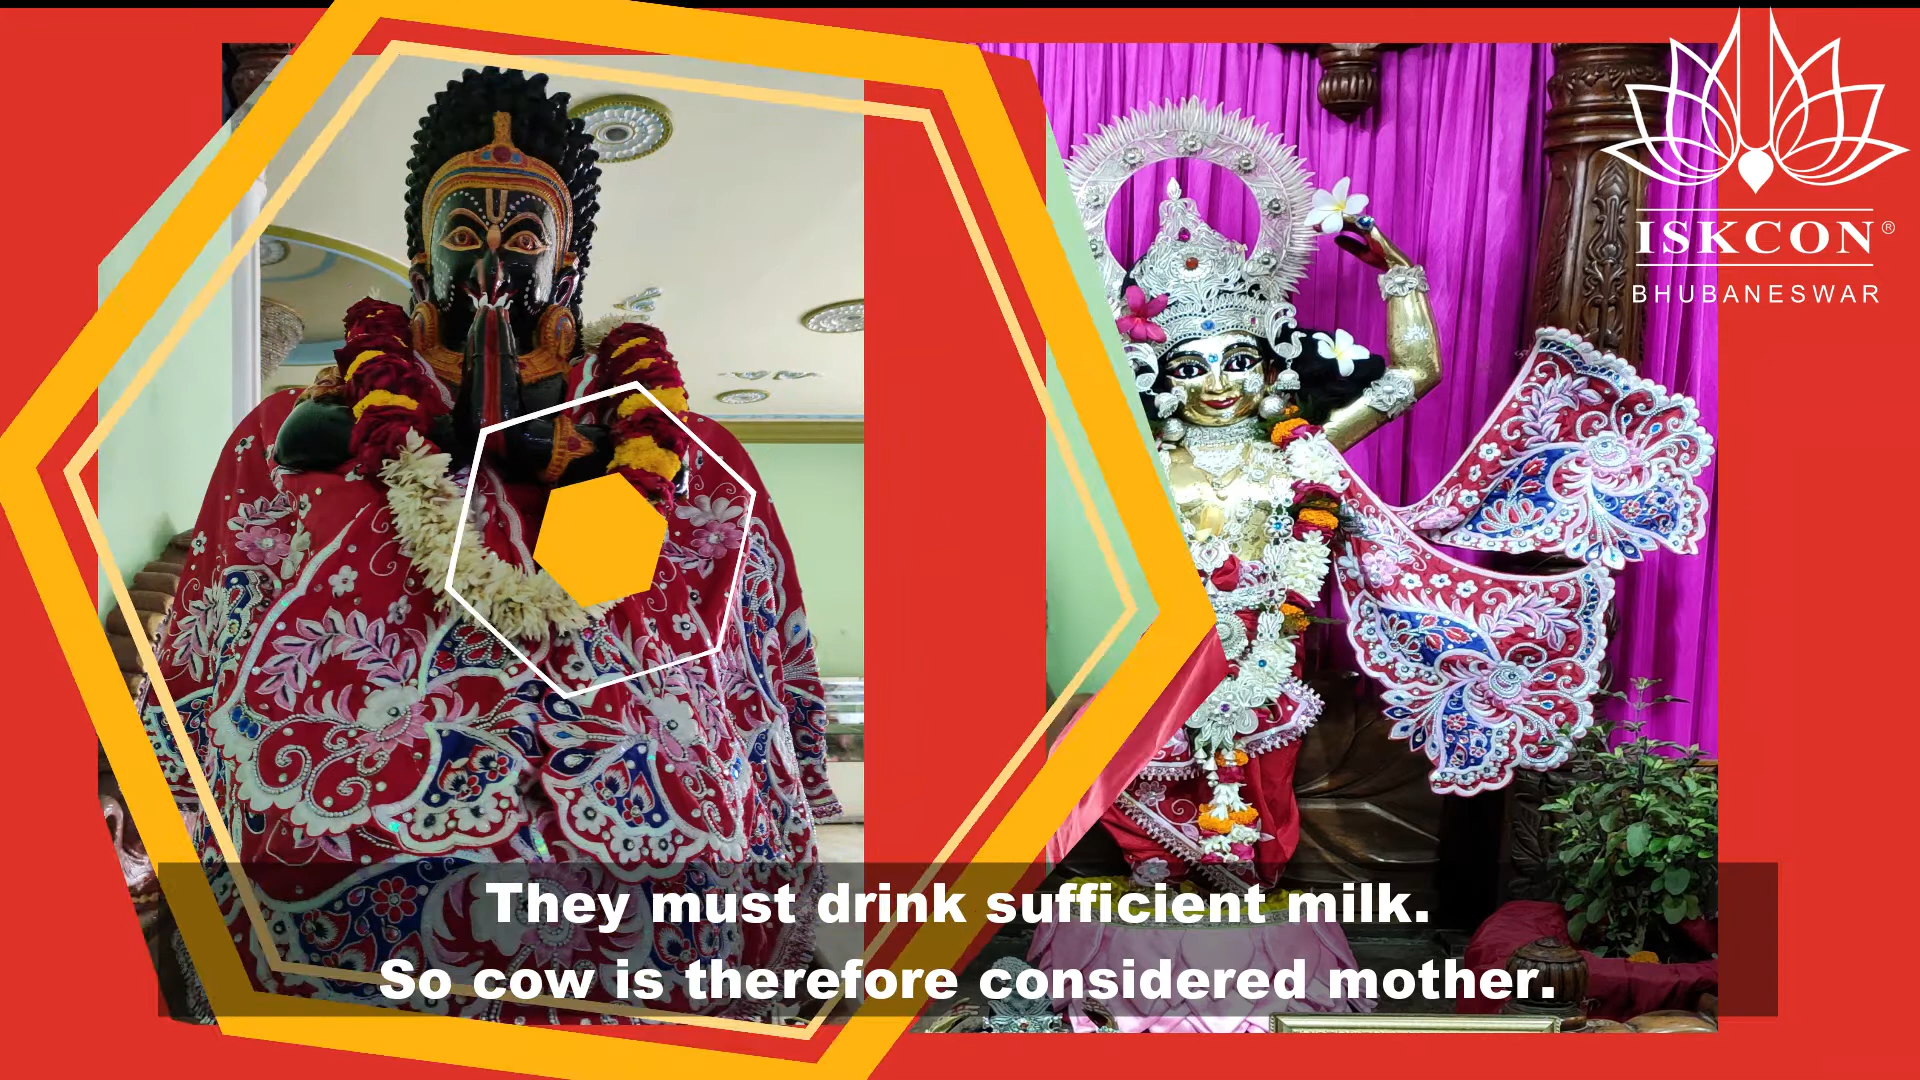 ISKCON®
BHUBANESWAR
They must drink sufficient milk.
So cow is therefore considered mother.